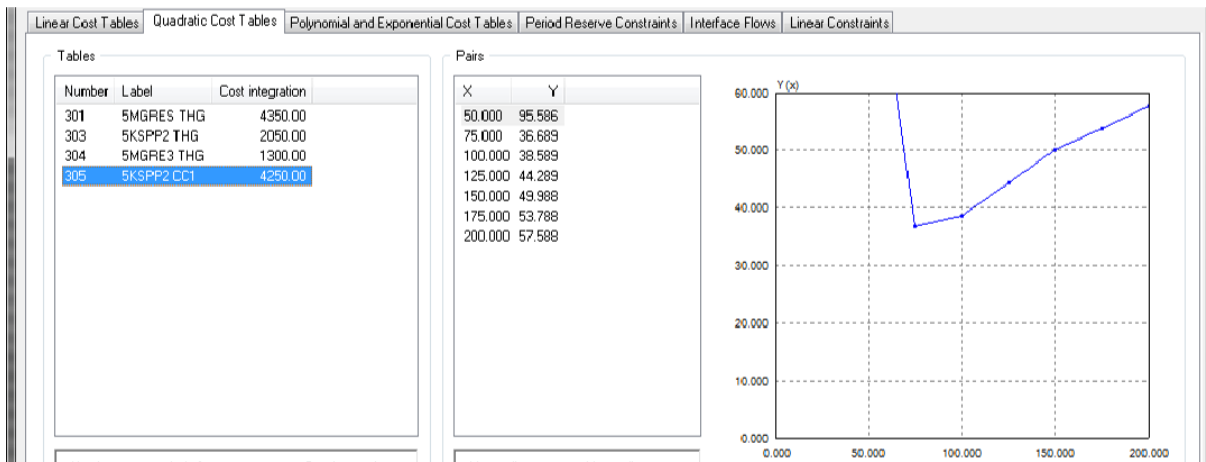 Linear Cost Tables Quadratic Cost Tables Polynomial and Exponential Cost Tables Period Reserve Constraints Interface Flows Linear Constraints
Tables
Number Label Cost integration
301 5MGRES THG 4350.00
303 5KSPP2 THG 2050.00
304 5MGRE3 THG 1300.00
305 5KSPP2 CC1 4250.00
Pairs
X Y
50.000 95.586
75.000 36.689
100.000 38.589
125.000 44.289
150.000 49.988
175.000 53.788
200.000 57.588
Y(x)
60.000
50.000
40.000
30.000
20.000
10.000
0.000
0.000 50.000 100.000 150.000 200.000